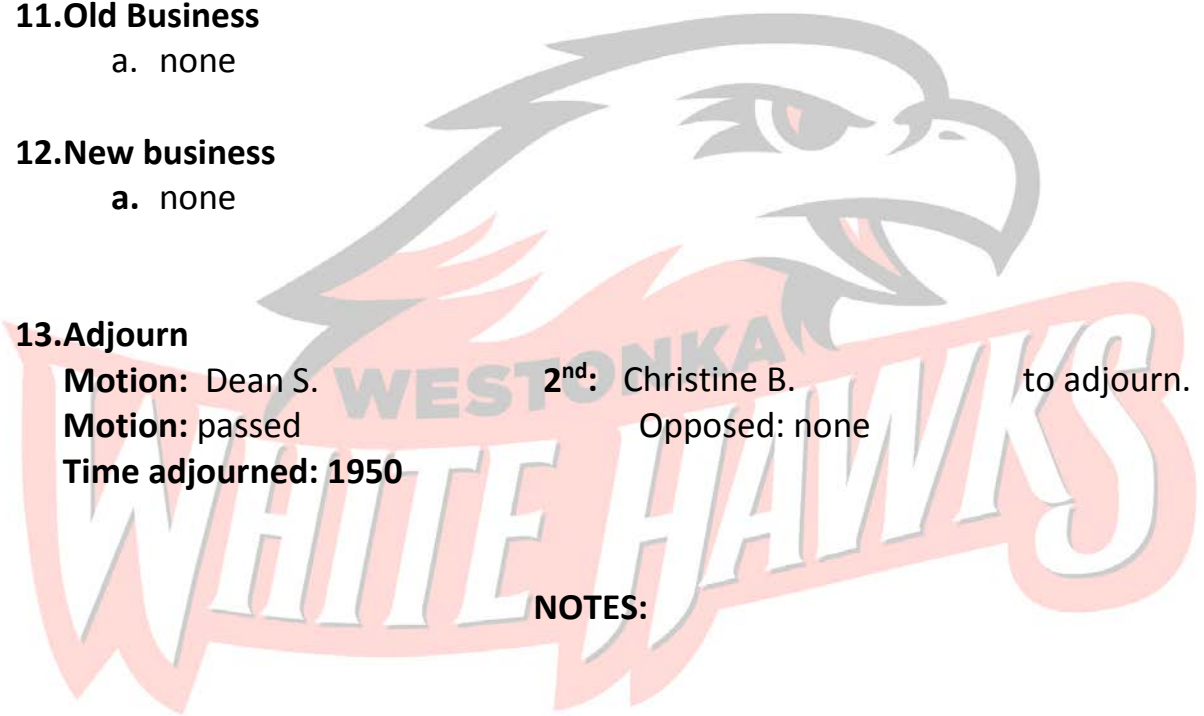 11.Old Business
a. none
12.New business
a. none
13.Adjourn
Motion: Dean S. 2nd: Christine B. to adjourn.
Motion: passed Opposed: none
Time adjourned: 1950
NOTES:
WESTONKA
WHITE HAWKS